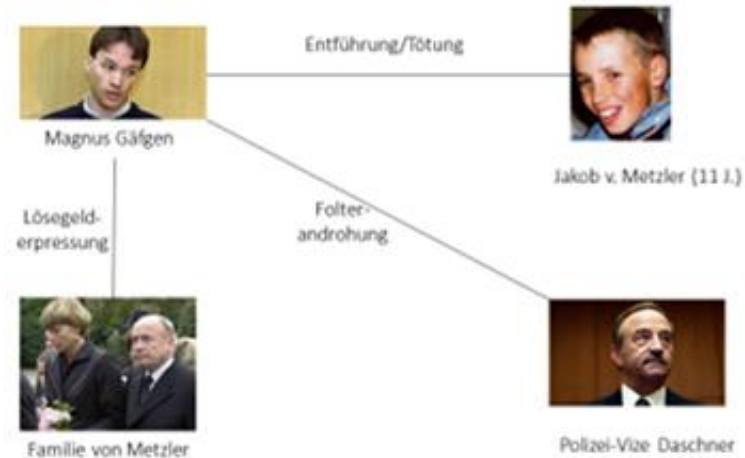 Entführung/Tötung
Magnus Gäfgen
Jakob v. Metzler (11 J.)
Lösegeld-
erpressung
Folter-
androhung
Familie von Metzler
Polizei-Vize Daschner